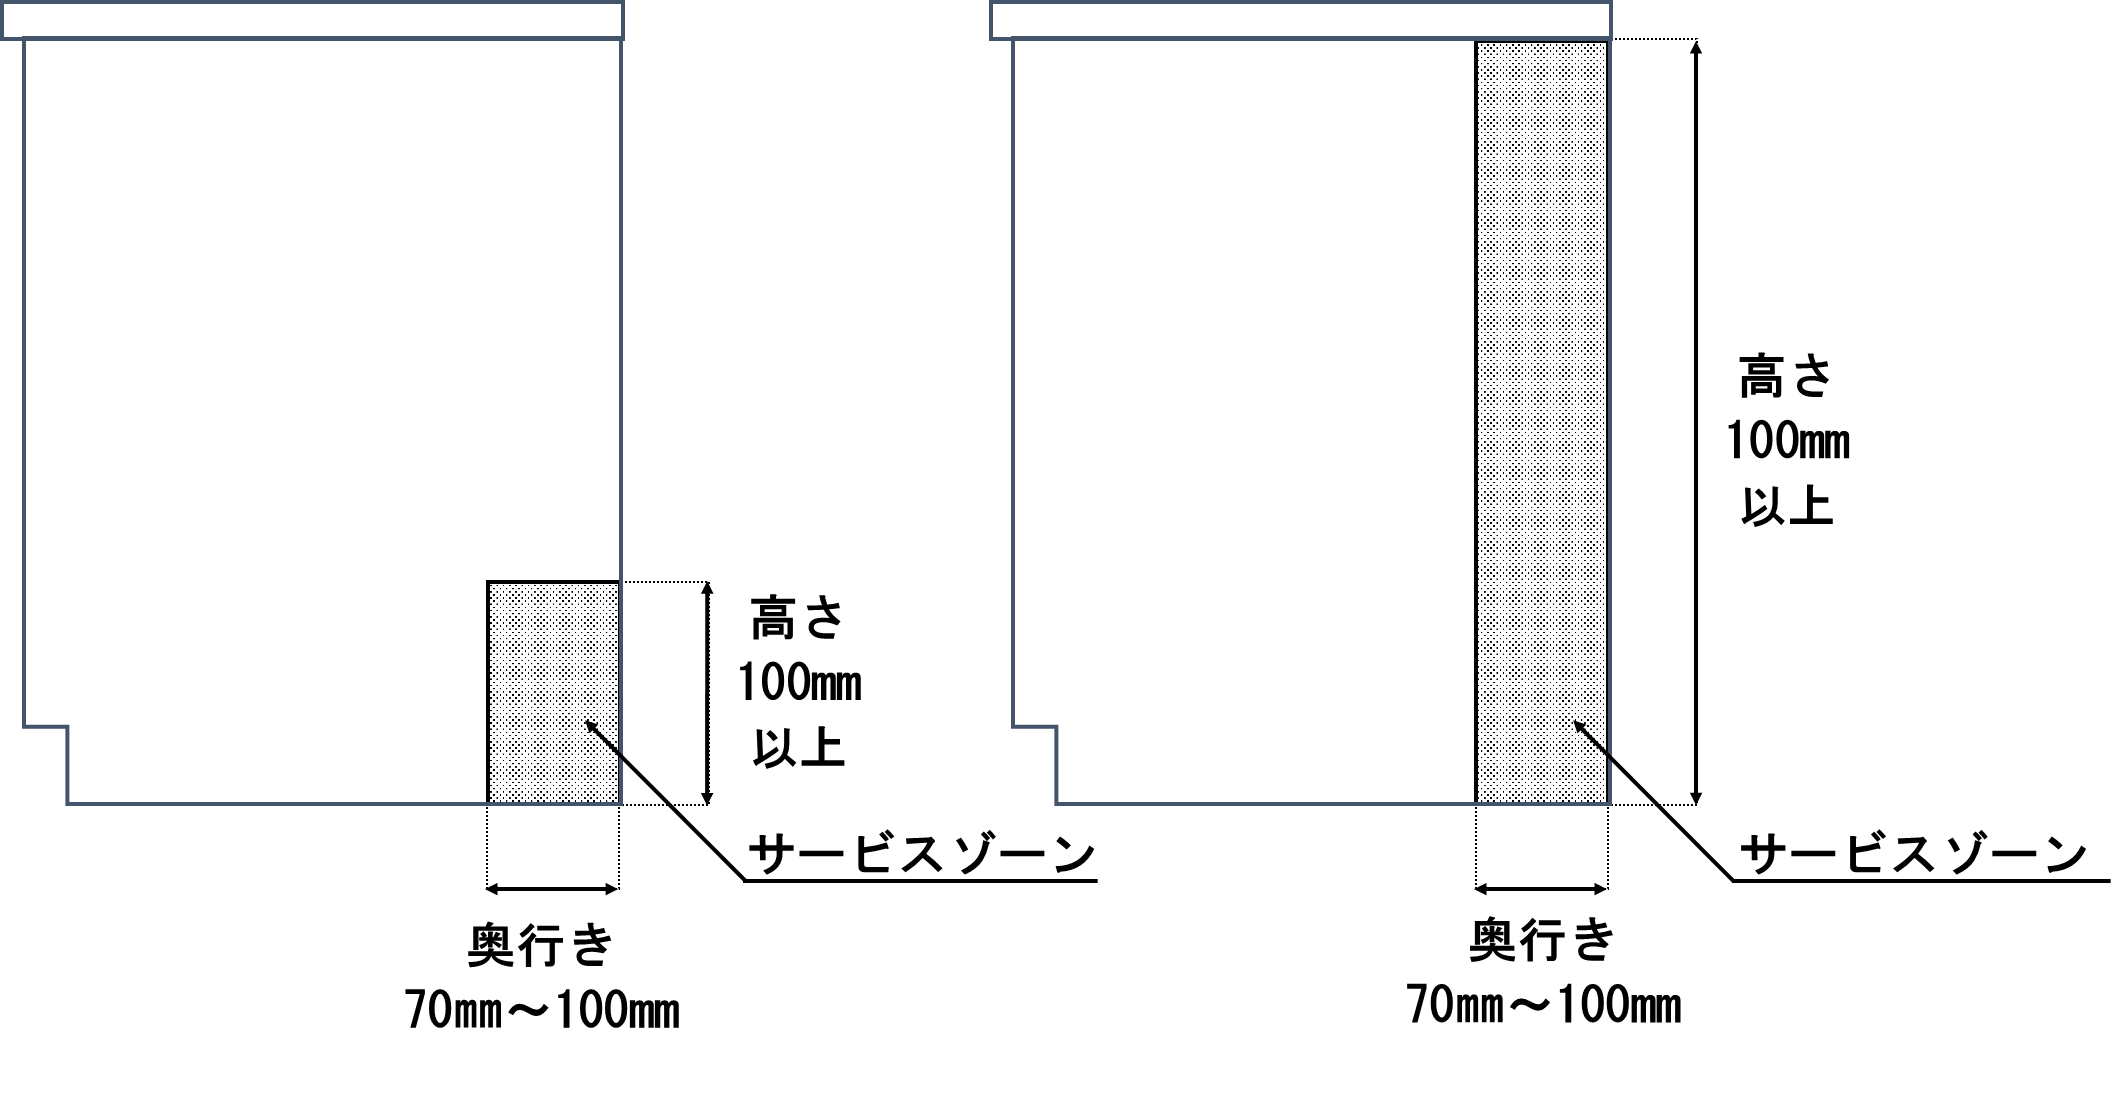 高さ
100mm
以上
サービスゾーン
奥行き
70mm～100mm
高さ
100mm
以上
サービスゾーン
奥行き
70mm～100mm